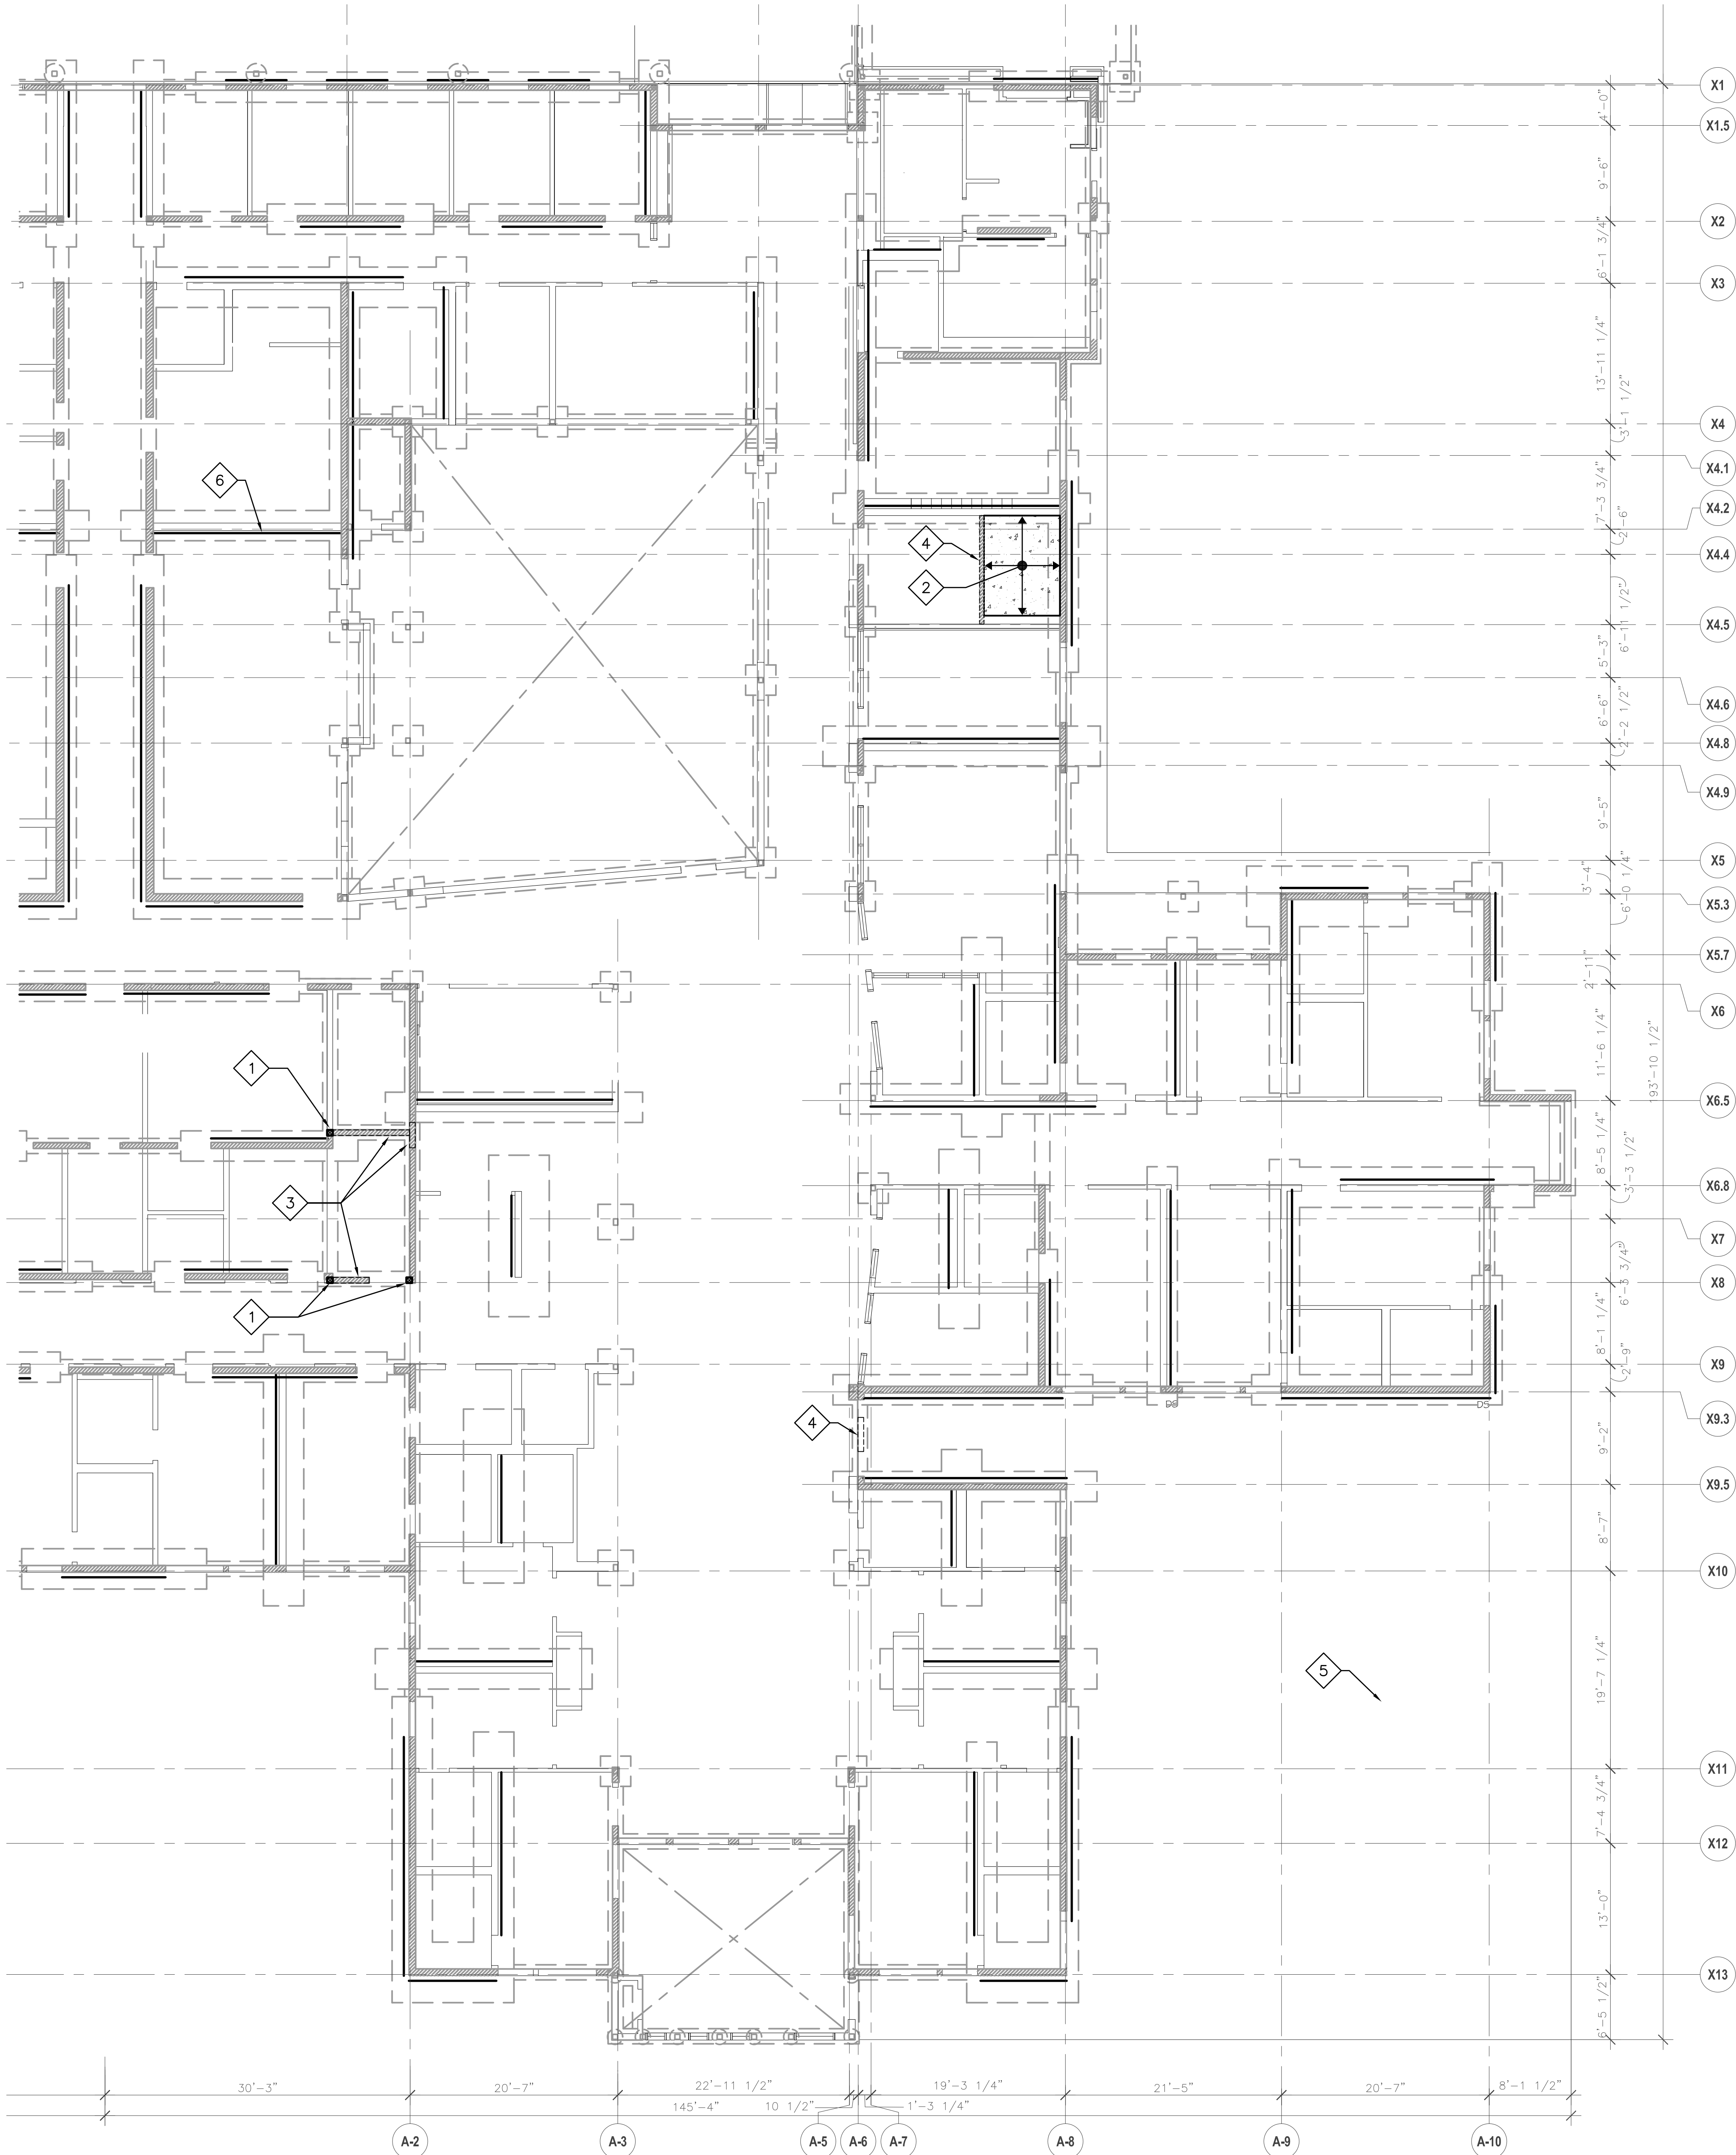 X1
4'-0"
X1.5
9'-6"
X2
6'-1 3/4"
X3
13'-11 1/4"
X4
3'-1 1/2"
X4.1
6
7'-3 3/4"
X4.2
2'-6"
4
X4.4
2
6'-11 1/2"
X4.5
5'-3"
X4.6
6'-6"
2'-2 1/2"
X4.8
X4.9
9'-5"
X5
3'-4"
X5.3
6'-0 1/4"
X5.7
2'-11"
X6
1
11'-6 1/4"
193'-10 1/2"
X6.5
8'-5 1/4"
3
X6.8
3'-3 1/2"
X7
6'-3 3/4"
X8
1
8'-1 1/4"
X9
2'-9"
DS
DS
X9.3
4
9'-2"
X9.5
8'-7"
X10
5
19'-7 1/4"
X11
7'-4 3/4"
X12
13'-0"
X13
6'-5 1/2"
30'-3" 20'-7" 22'-11 1/2" 19'-3 1/4" 21'-5" 20'-7" 8'-1 1/2"
145'-4" 10 1/2" 1'-3 1/4"
A-2 A-3 A-5 A-6 A-7 A-8 A-9 A-10